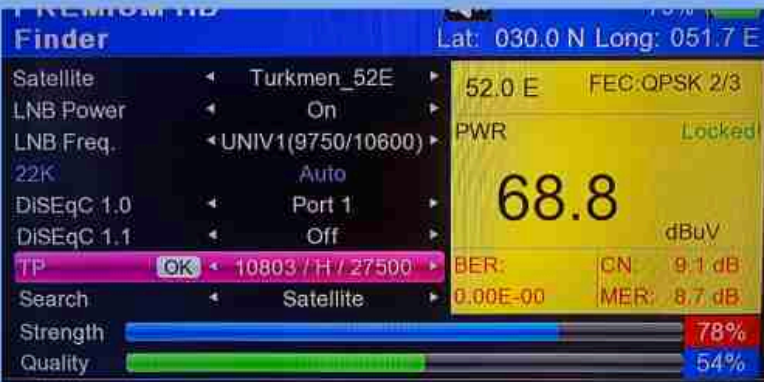 PREMIUM HD
Finder
Lat: 030.0 N Long: 051.7 E
Satellite Turkmen_52E
LNB Power On
LNB Freq. UNIV1(9750/10600)
22K Auto
DiSEqC 1.0 Port 1
DiSEqC 1.1 Off
TP OK 10803 / H / 27500
Search Satellite
Strength 78%
Quality 54%
52.0 E FEC:QPSK 2/3
PWR Locked!
68.8
dBuV
BER: CN: 9.1 dB
0.00E-00 MER: 8.7 dB